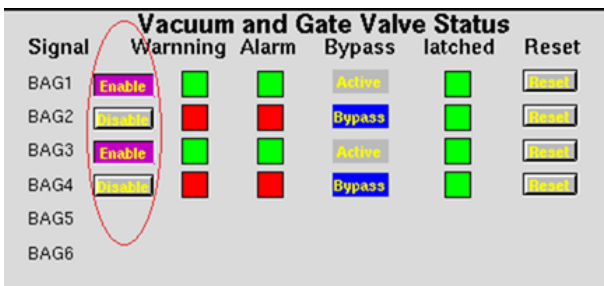 Vacuum and Gate Valve Status
Signal Warnning Alarm Bypass latched Reset
BAG1 Enable Active Reset
BAG2 Disable Bypass Reset
BAG3 Enable Active Reset
BAG4 Disable Bypass Reset
BAG5
BAG6